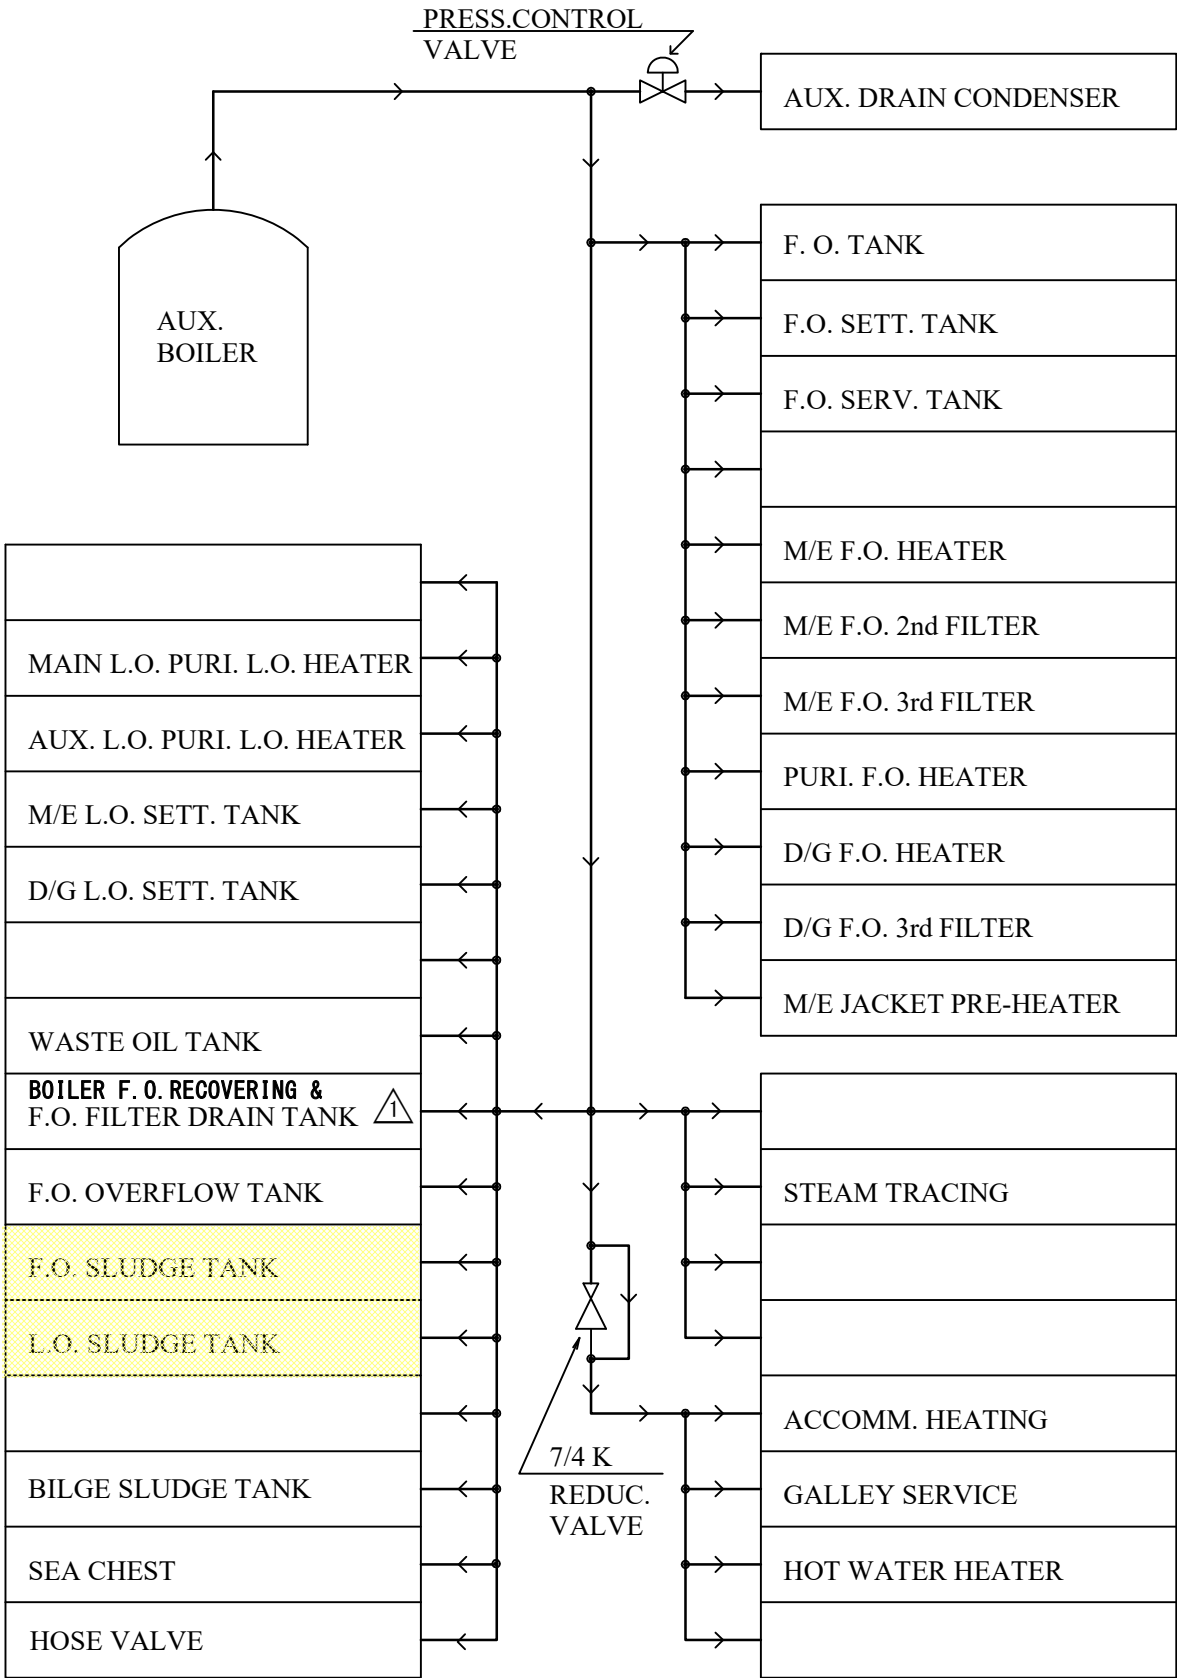 PRESS.CONTROL
VALVE
AUX. DRAIN CONDENSER
AUX.
BOILER
F. O. TANK
F.O. SETT. TANK
F.O. SERV. TANK
M/E F.O. HEATER
M/E F.O. 2nd FILTER
M/E F.O. 3rd FILTER
PURI. F.O. HEATER
D/G F.O. HEATER
D/G F.O. 3rd FILTER
M/E JACKET PRE-HEATER
MAIN L.O. PURI. L.O. HEATER
AUX. L.O. PURI. L.O. HEATER
M/E L.O. SETT. TANK
D/G L.O. SETT. TANK
WASTE OIL TANK
BOILER F.O.RECOVERING &
F.O. FILTER DRAIN TANK 1
F.O. OVERFLOW TANK
F.O. SLUDGE TANK
L.O. SLUDGE TANK
BILGE SLUDGE TANK
SEA CHEST
HOSE VALVE
7/4 K
REDUC.
VALVE
STEAM TRACING
ACCOMM. HEATING
GALLEY SERVICE
HOT WATER HEATER